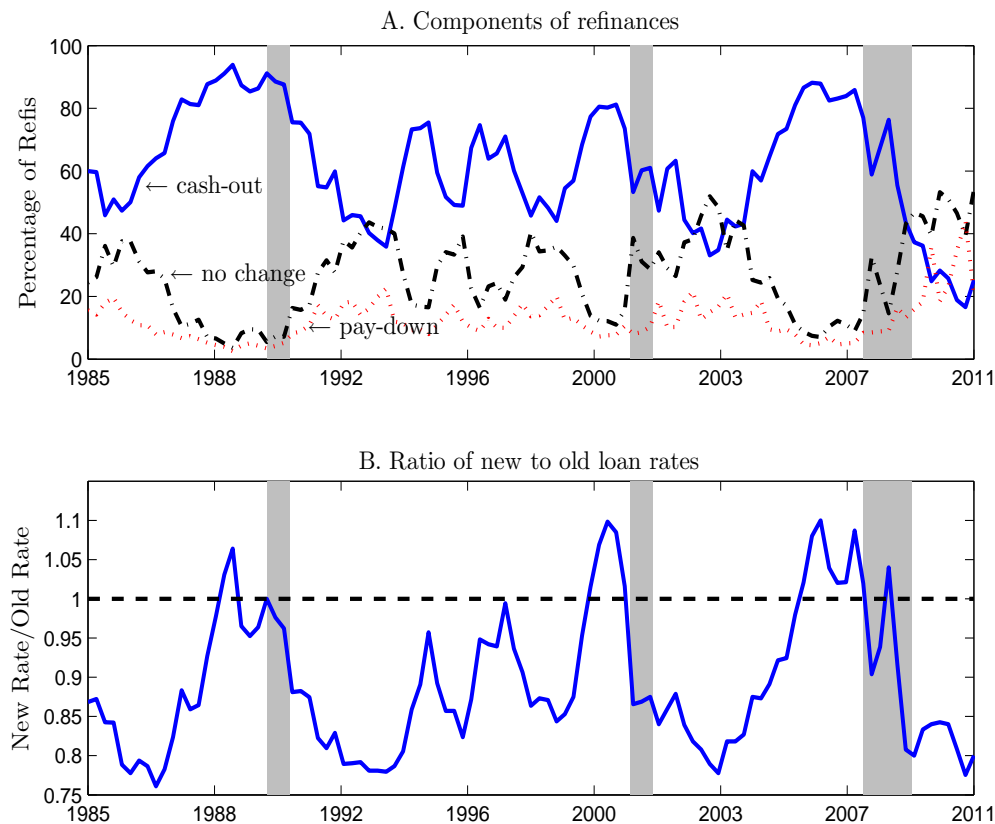 A. Components of refinances
100
80
60
40
20
0
Percentage of Refis
← cash-out
← no change
← pay-down
1985 1988 1992 1996 2000 2003 2007 2011
B. Ratio of new to old loan rates
1.1
1.05
1
0.95
0.9
0.85
0.8
0.75
New Rate/Old Rate
1985 1988 1992 1996 2000 2003 2007 2011